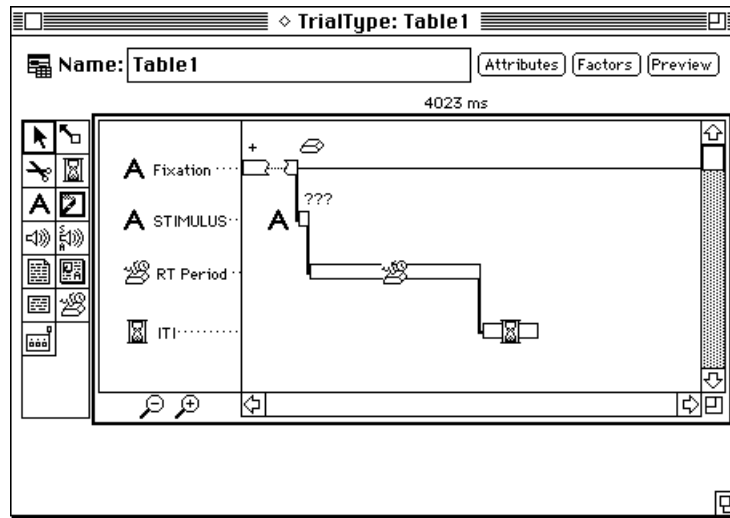 TrialType: Table1
Name: Table1
Attributes Factors Preview
4023 ms
+
A Fixation
???
A STIMULUS A
RT Period
ITI
A